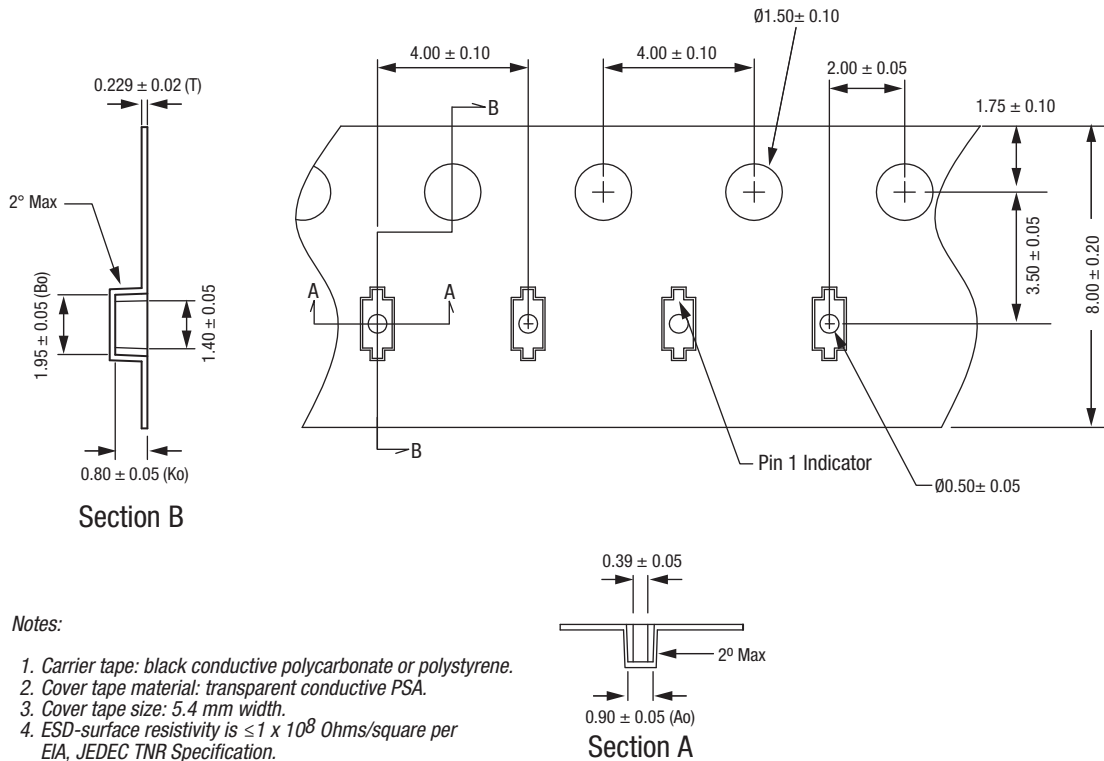 Ø1.50± 0.10
4.00 ± 0.10
4.00 ± 0.10
2.00 ± 0.05
0.229 ± 0.02 (T)
1.75 ± 0.10
B
2° Max
3.50 ± 0.05
8.00 ± 0.20
A
A
1.95 ± 0.05 (Bo)
1.40 ± 0.05
B
Pin 1 Indicator
0.80 ± 0.05 (Ko)
Ø0.50± 0.05
Section B
0.39 ± 0.05
2º Max
0.90 ± 0.05 (Ao)
Section A
Notes:
1. Carrier tape: black conductive polycarbonate or polystyrene.
2. Cover tape material: transparent conductive PSA.
3. Cover tape size: 5.4 mm width.
4. ESD-surface resistivity is ≤1 x 10⁸ Ohms/square per
EIA, JEDEC TNR Specification.